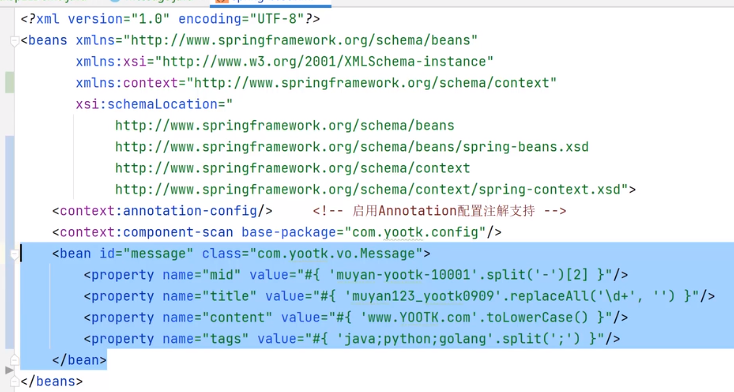 <?xml version="1.0" encoding="UTF-8"?>
<beans xmlns="http://www.springframework.org/schema/beans"
xmlns:xsi="http://www.w3.org/2001/XMLSchema-instance"
xmlns:context="http://www.springframework.org/schema/context"
xsi:schemaLocation="
http://www.springframework.org/schema/beans
http://www.springframework.org/schema/beans/spring-beans.xsd
http://www.springframework.org/schema/context
http://www.springframework.org/schema/context/spring-context.xsd">
<context:annotation-config/> <!-- 启用Annotation配置注解支持 -->
<context:component-scan base-package="com.yootk.config"/>
<bean id="message" class="com.yootk.vo.Message">
<property name="mid" value="#{ 'muyan-yootk-10001'.split('-')[2] }"/>
<property name="title" value="#{ 'muyan123_yootk0909'.replaceAll('\d+', '') }"/>
<property name="content" value="#{ 'www.YOOTK.com'.toLowerCase() }"/>
<property name="tags" value="#{ 'java;python;golang'.split(';') }"/>
</bean>
</beans>